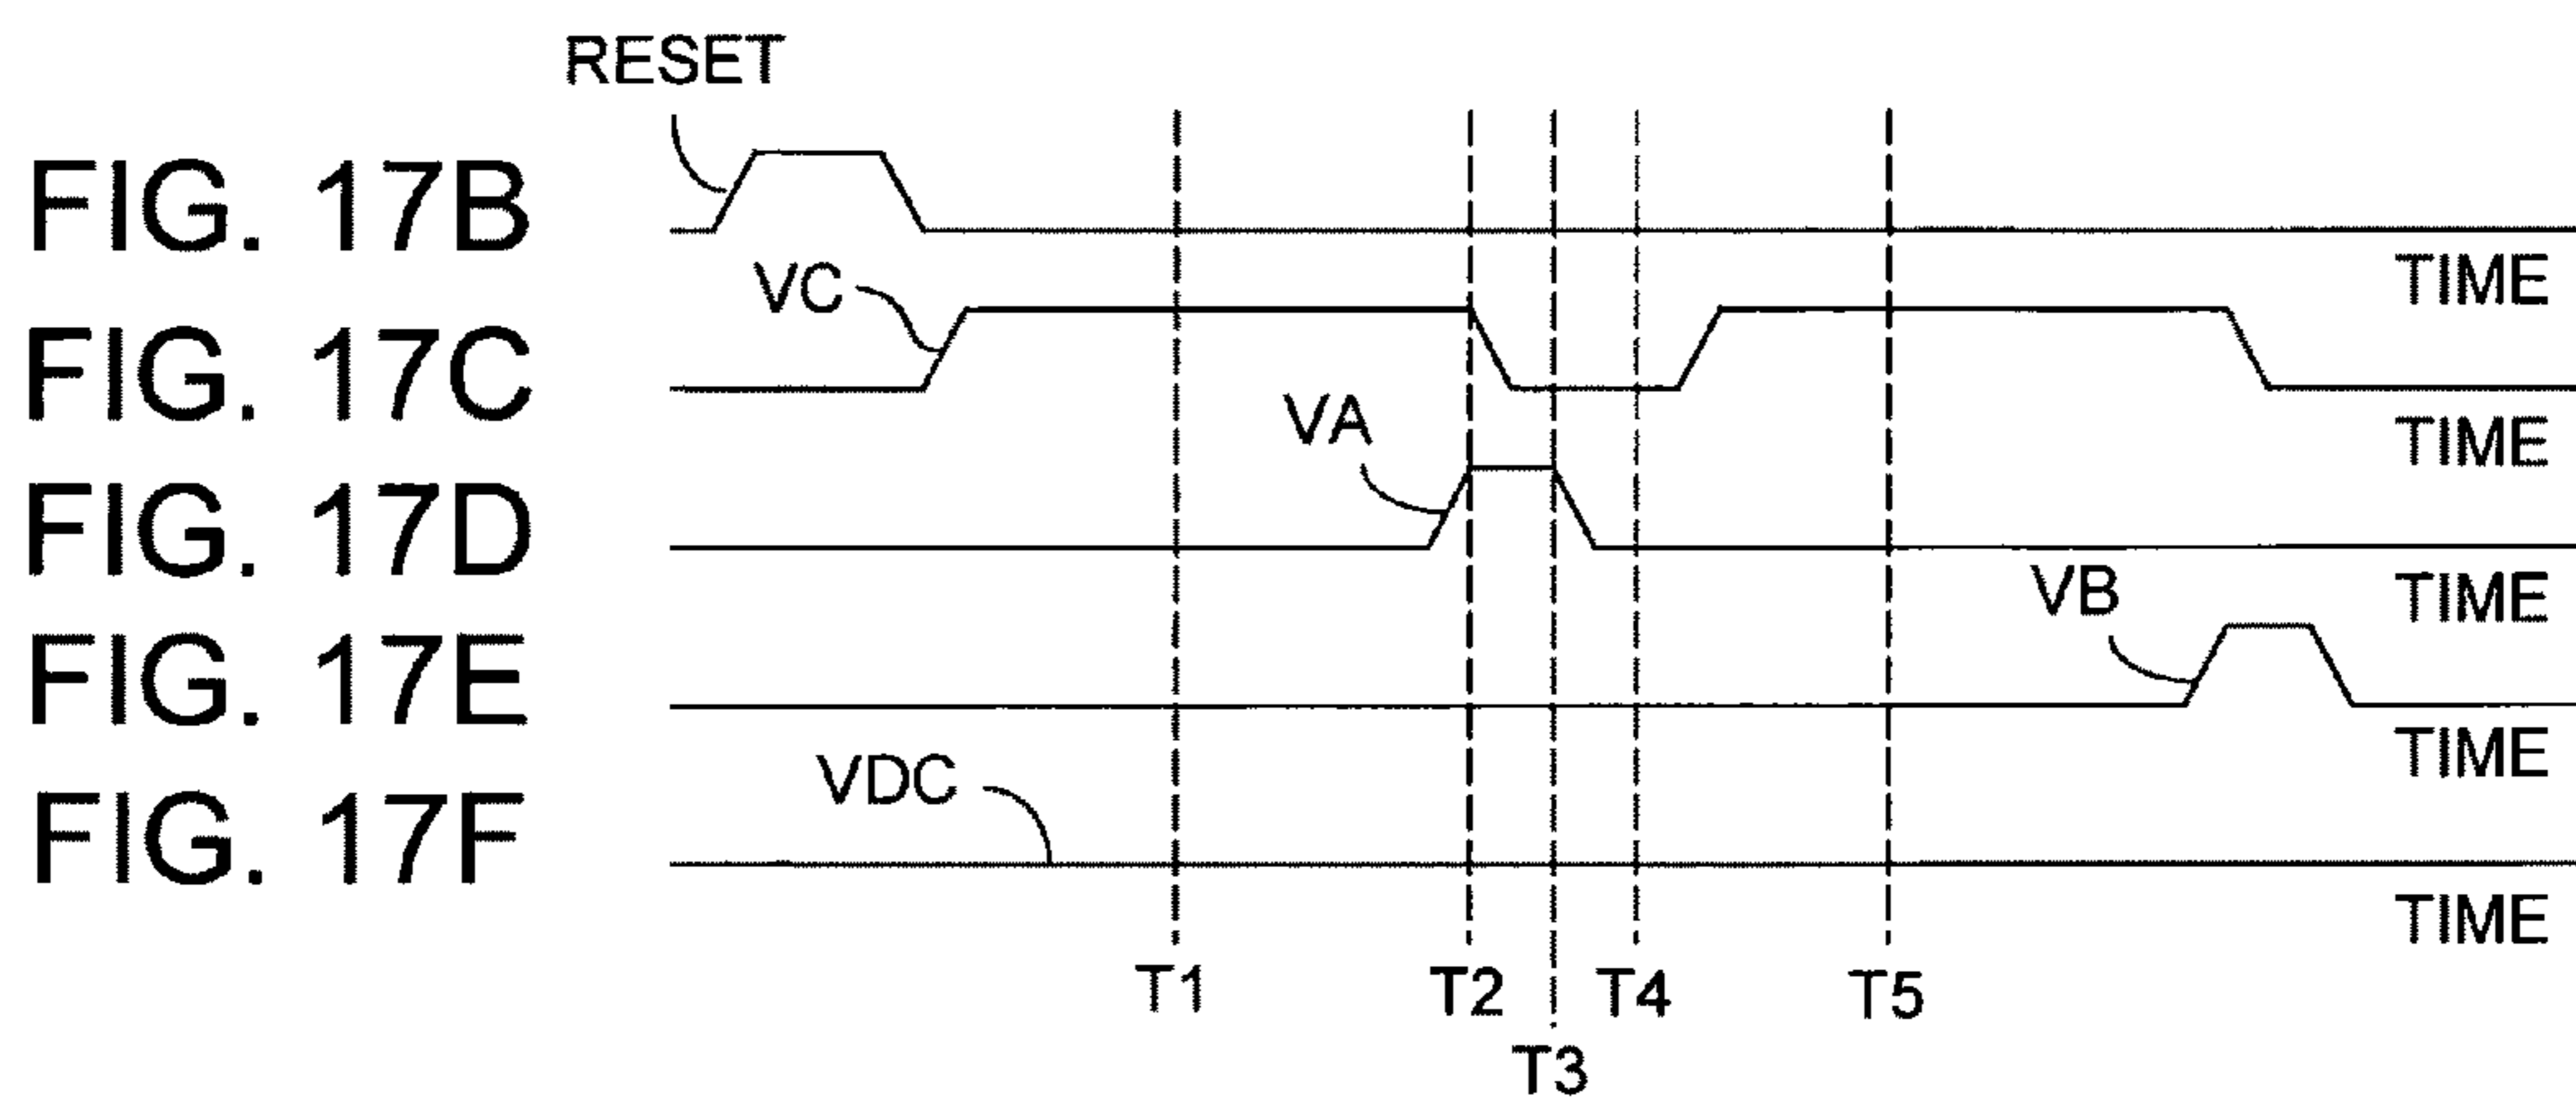 RESET
FIG. 17B
TIME
VC
FIG. 17C
TIME
VA
FIG. 17D
TIME
VB
FIG. 17E
TIME
VDC
FIG. 17F
TIME
T1 T2 T4 T5
T3